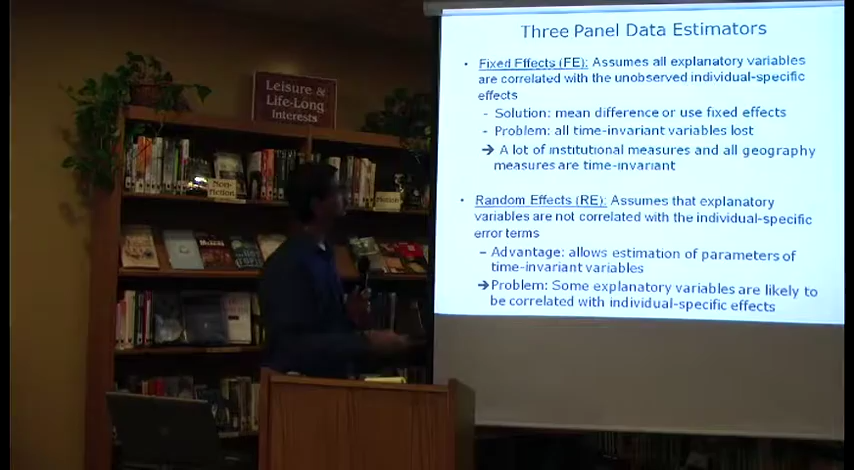 Three Panel Data Estimators
• Fixed Effects (FE): Assumes all explanatory variables
are correlated with the unobserved individual-specific
effects
- Solution: mean difference or use fixed effects
- Problem: all time-invariant variables lost
→ A lot of institutional measures and all geography
measures are time-invariant
• Random Effects (RE): Assumes that explanatory
variables are not correlated with the individual-specific
error terms
– Advantage: allows estimation of parameters of
time-invariant variables
→Problem: Some explanatory variables are likely to
be correlated with individual-specific effects
Leisure &
Life-Long
Interests
Non-
Fiction
Fiction